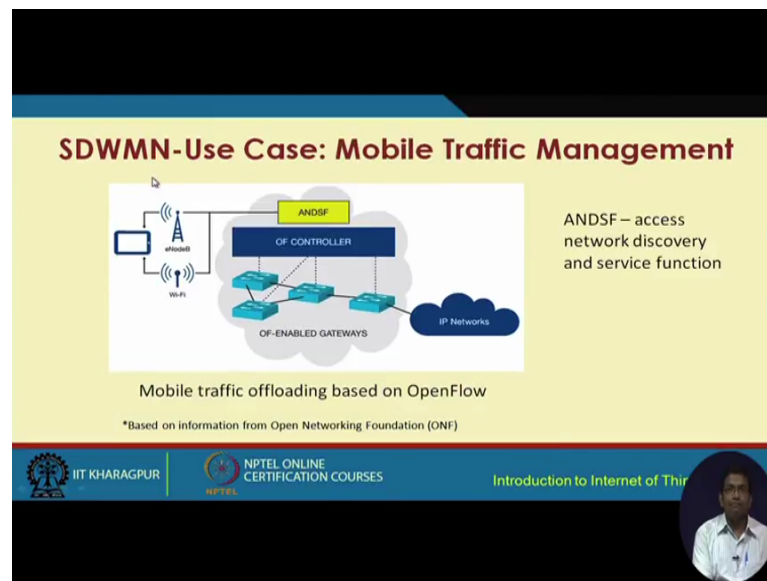 SDWMN-Use Case: Mobile Traffic Management
ANDSF
OF CONTROLLER
eNodeB
Wi-Fi
OF-ENABLED GATEWAYS
IP Networks
ANDSF – access
network discovery
and service function
Mobile traffic offloading based on OpenFlow
*Based on information from Open Networking Foundation (ONF)
IIT KHARAGPUR
NPTEL
NPTEL ONLINE
CERTIFICATION COURSES
Introduction to Internet of Thin